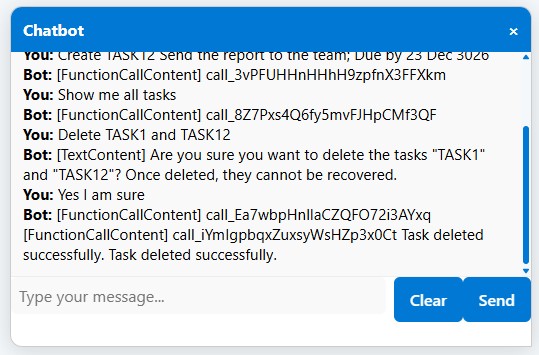 Chatbot ×
You: Create TASK12 Send the report to the team; Due by 23 Dec 3026
Bot: [FunctionCallContent] call_3vPFUHHnHHhH9zpfnX3FFXkm
You: Show me all tasks
Bot: [FunctionCallContent] call_8Z7Pxs4Q6fy5mvFJHpCMf3QF
You: Delete TASK1 and TASK12
Bot: [TextContent] Are you sure you want to delete the tasks "TASK1"
and "TASK12"? Once deleted, they cannot be recovered.
You: Yes I am sure
Bot: [FunctionCallContent] call_Ea7wbpHnllaCZQFO72i3AYxq
[FunctionCallContent] call_iYmIgpbqxZuxsyWsHZp3x0Ct Task deleted
successfully. Task deleted successfully.
Type your message...
Clear
Send